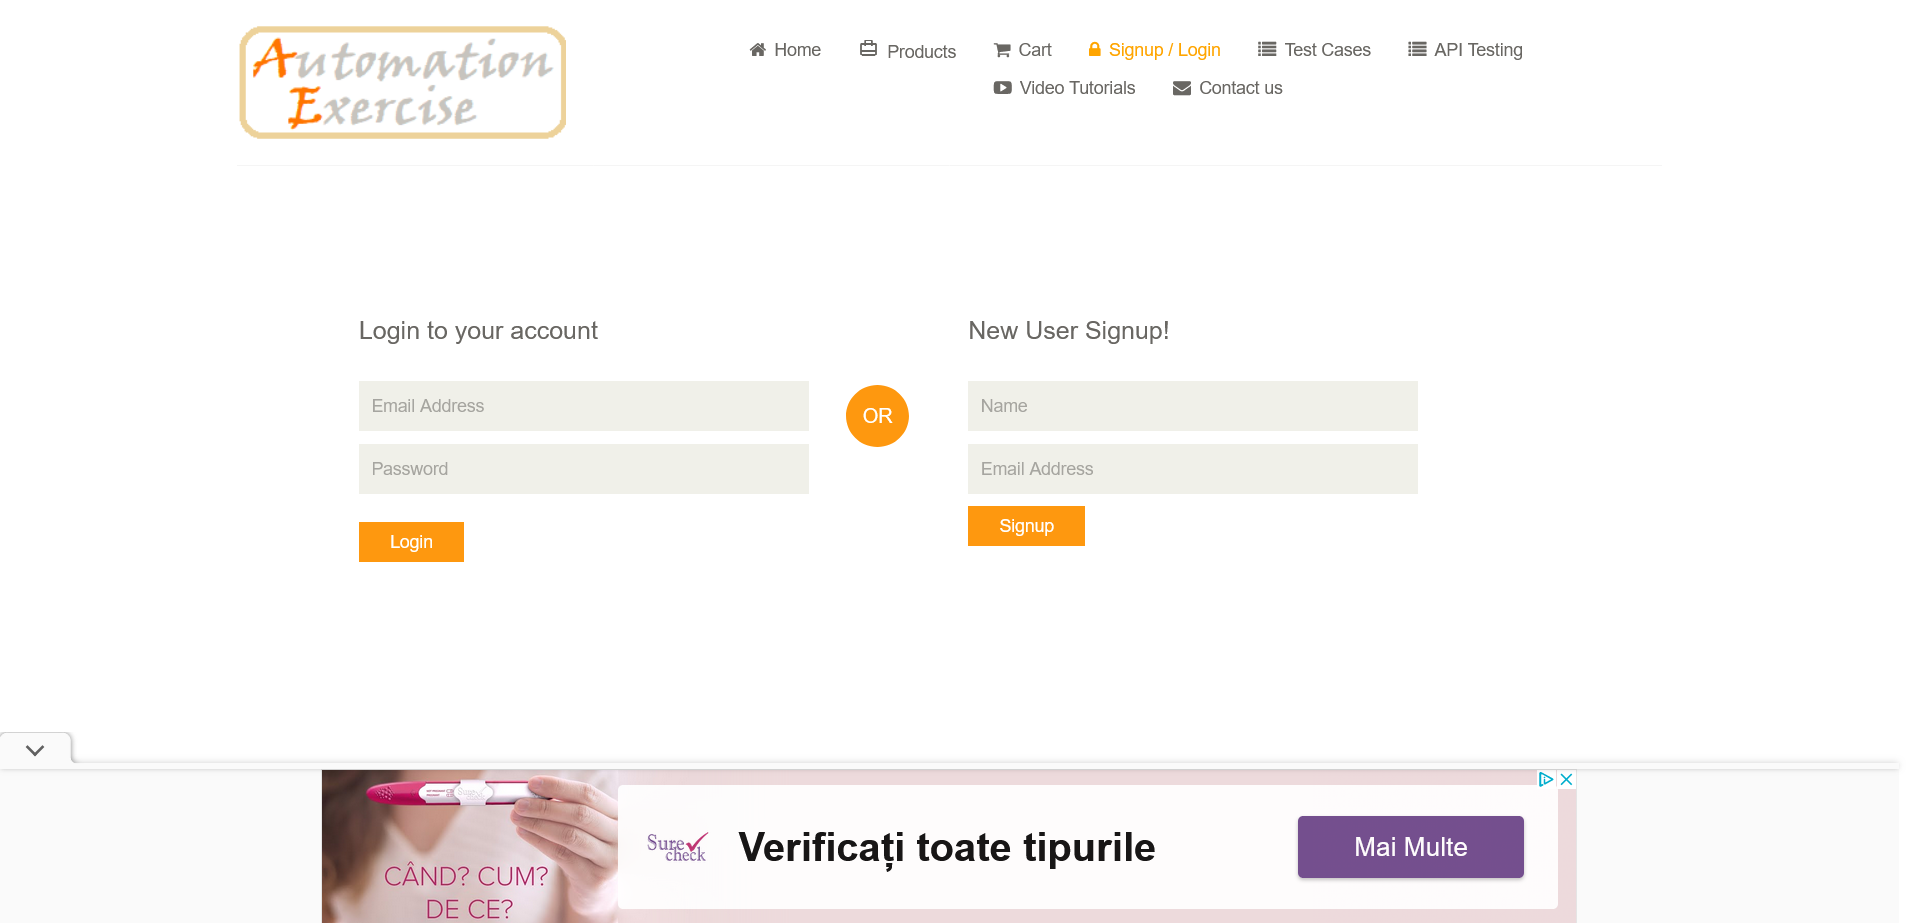 Automation
Exercise
Home
Products
Cart
Signup / Login
Test Cases
API Testing
Video Tutorials
Contact us
Login to your account
Email Address
Password
Login
OR
New User Signup!
Name
Email Address
Signup
CÂND? CUM?
DE CE?
Sure
check
Verificați toate tipurile
Mai Multe